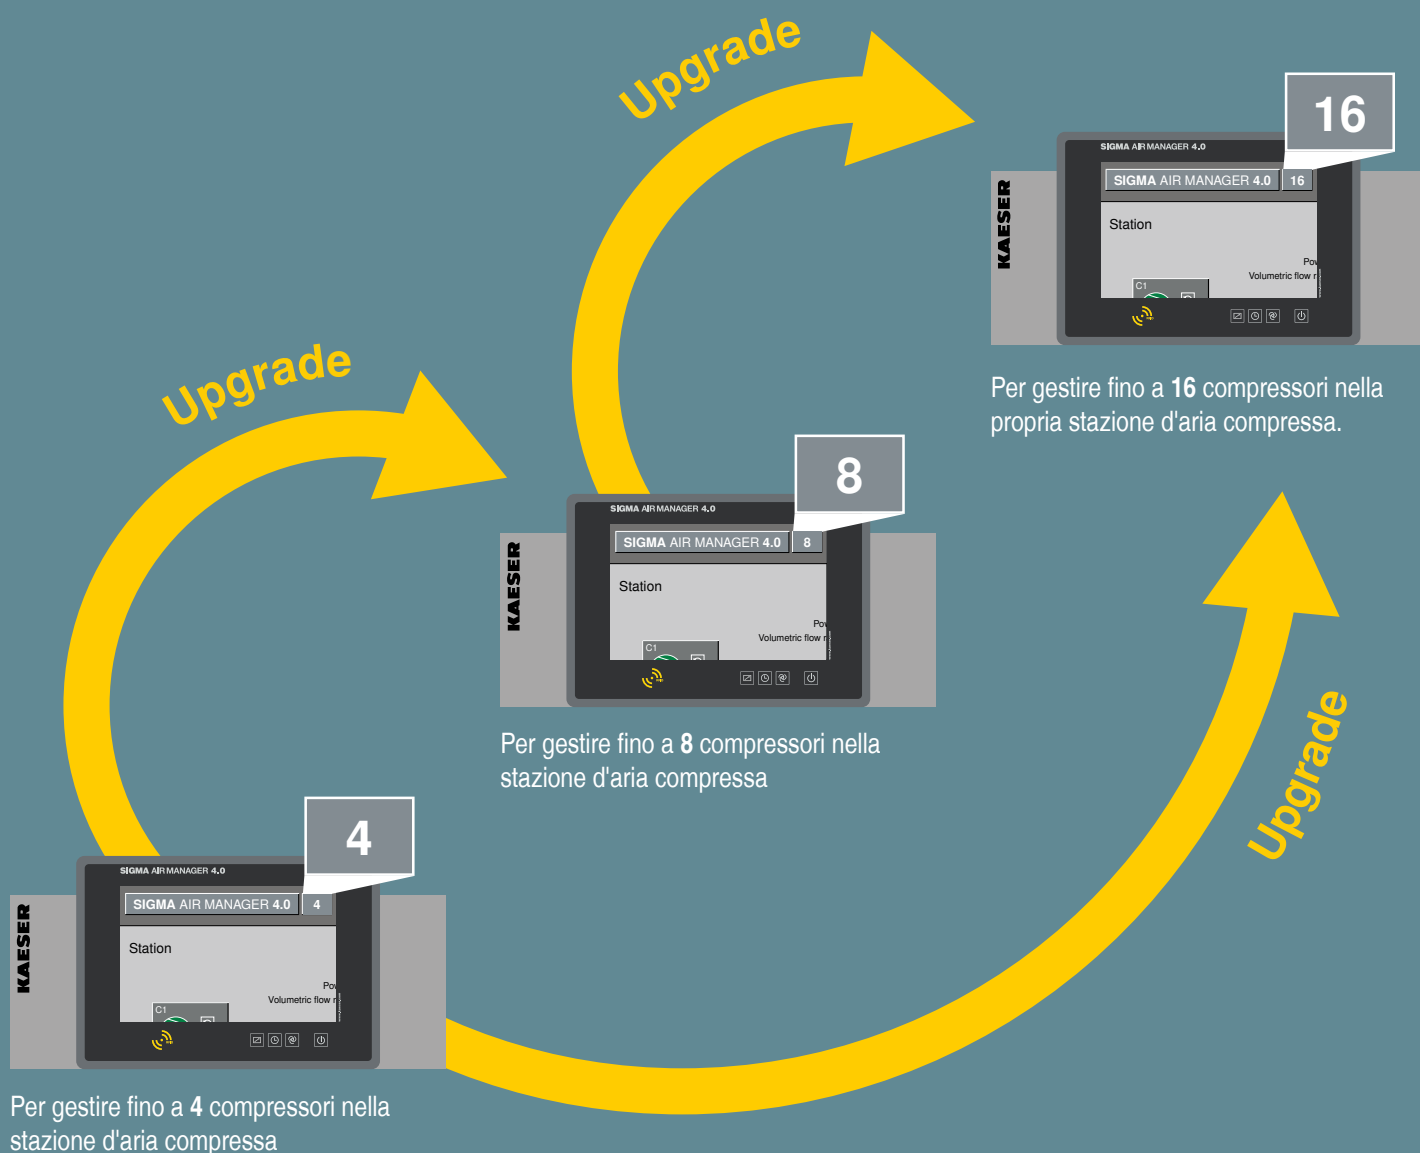 Upgrade
16
SIGMA AIR MANAGER 4.0
SIGMA AIR MANAGER 4.0 16
KAESER
Station
Volumetric flow
C1
Per gestire fino a 16 compressori nella
propria stazione d'aria compressa.
Upgrade
8
SIGMA AIR MANAGER 4.0
SIGMA AIR MANAGER 4.0 8
KAESER
Station
Volumetric flow
C1
Per gestire fino a 8 compressori nella
stazione d'aria compressa
Upgrade
4
SIGMA AIR MANAGER 4.0
SIGMA AIR MANAGER 4.0 4
KAESER
Station
Volumetric flow
C1
Per gestire fino a 4 compressori nella
stazione d'aria compressa